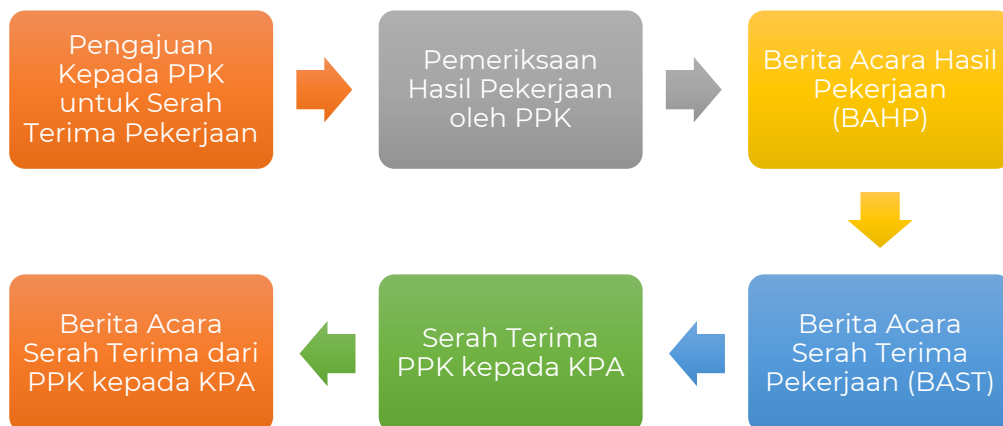 Pengajuan
Kepada PPK
untuk Serah
Terima Pekerjaan
Pemeriksaan
Hasil Pekerjaan
oleh PPK
Berita Acara Hasil
Pekerjaan
(BAHP)
Berita Acara
Serah Terima
Pekerjaan (BAST)
Serah Terima
PPK kepada KPA
Berita Acara
Serah Terima dari
PPK kepada KPA